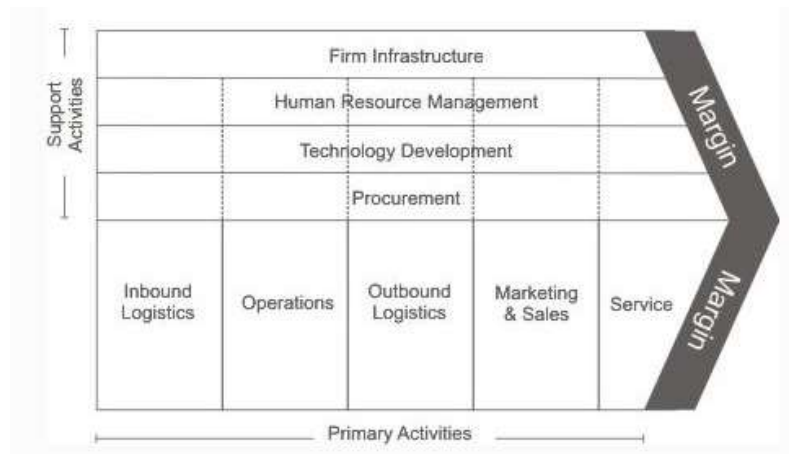 Support
Activities
Firm Infrastructure
Human Resource Management
Technology Development
Procurement
Margin
Inbound
Logistics
Operations
Outbound
Logistics
Marketing
& Sales
Service
Margin
Primary Activities